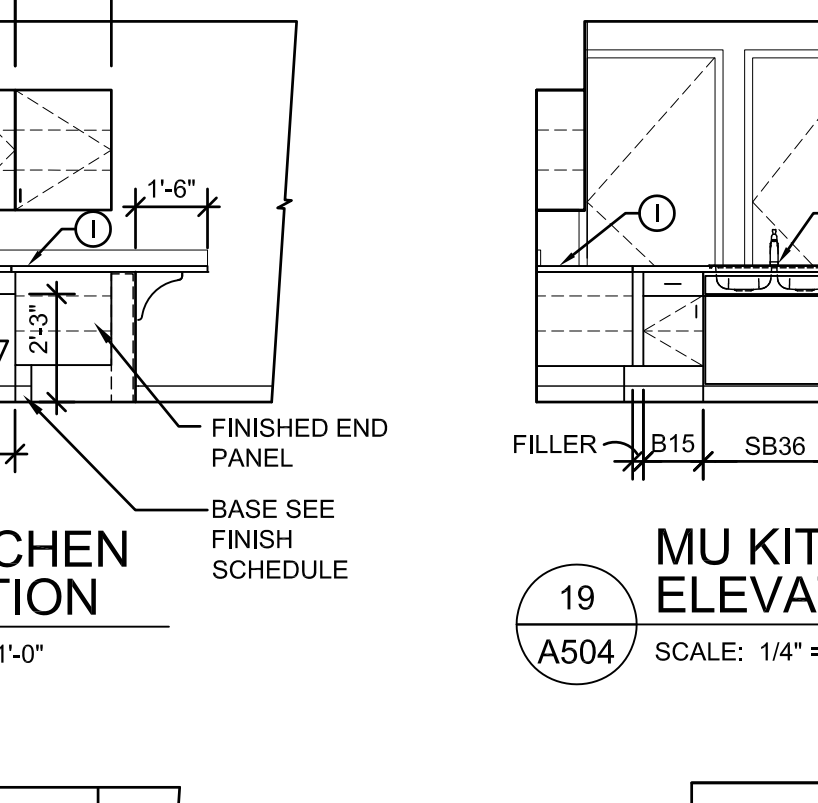 1'-6"
I
2'-3"
7
FINISHED END
PANEL
BASE SEE
FINISH
SCHEDULE
CHEN
TION
1'-0"
I
FILLER
B15
SB36
19
A504
MU KIT
ELEVA
SCALE: 1/4" =